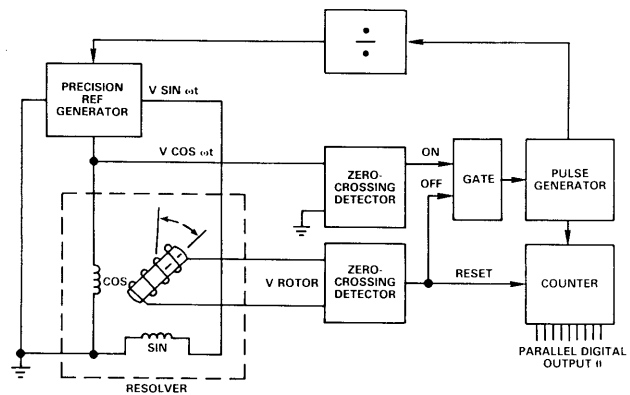 ÷
PRECISION
REF
GENERATOR
V SIN ωt
V COS ωt
ZERO-
CROSSING
DETECTOR
ON
OFF
GATE
PULSE
GENERATOR
COS
V ROTOR
ZERO-
CROSSING
DETECTOR
RESET
COUNTER
SIN
RESOLVER
PARALLEL DIGITAL
OUTPUT θ